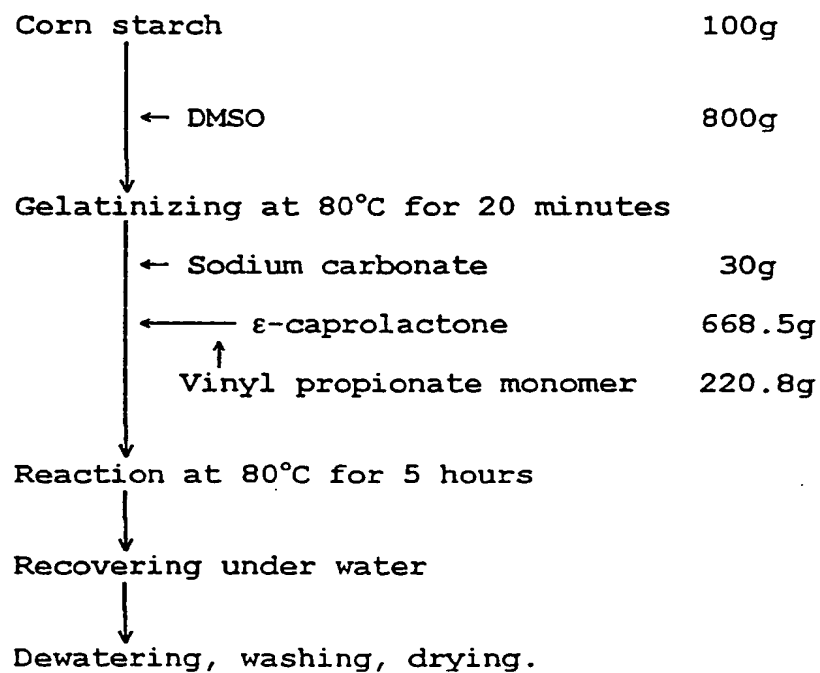 Corn starch 100g
← DMSO 800g
Gelatinizing at 80°C for 20 minutes
← Sodium carbonate 30g
← ε-caprolactone 668.5g
Vinyl propionate monomer 220.8g
Reaction at 80°C for 5 hours
Recovering under water
Dewatering, washing, drying.